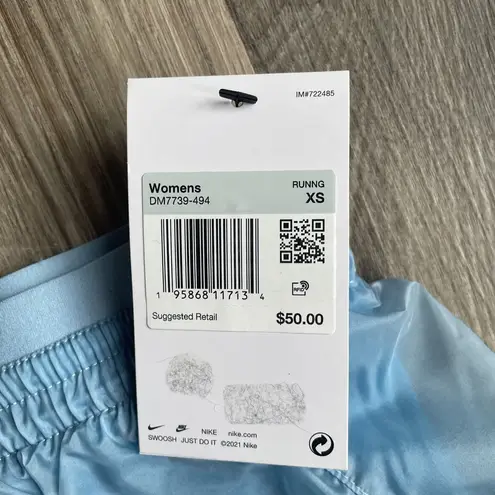 IM#722485
Womens RUNNG
DM7739-494 XS
1 95868 11713 4
RFID
Suggested Retail $50.00
NIKE nike.com
SWOOSH JUST DO IT ©2021 Nike